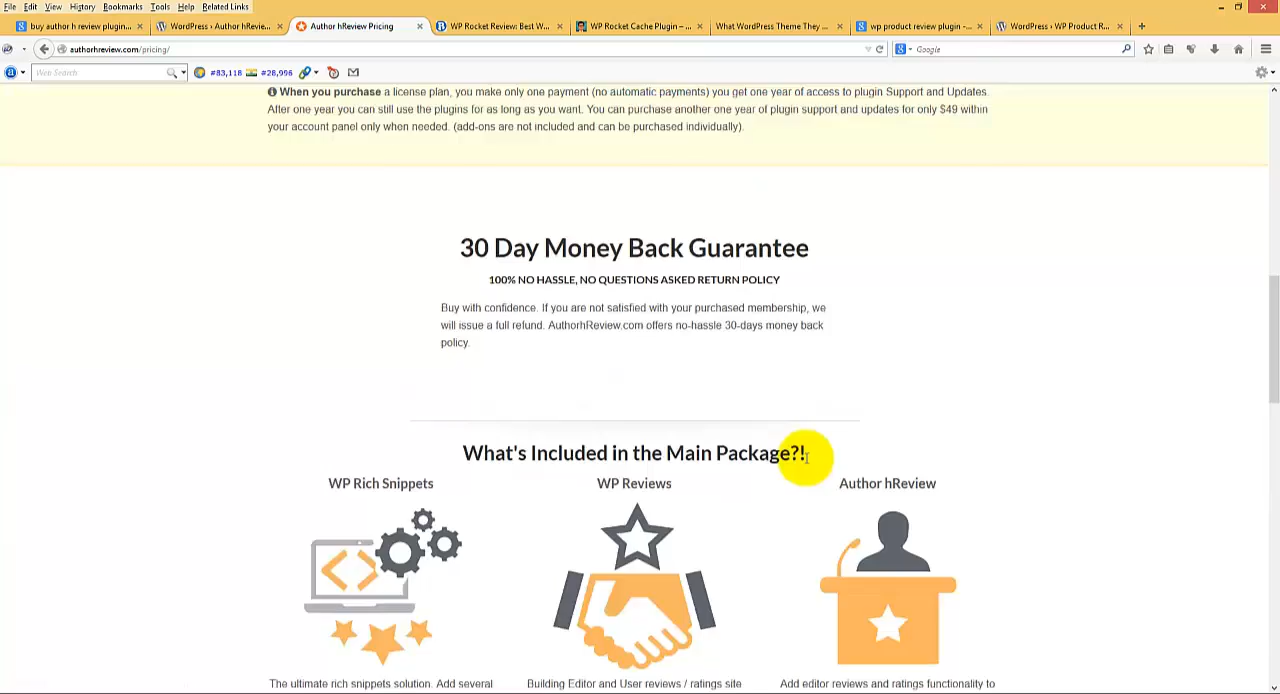 File Edit View History Bookmarks Tools Help Related Links
buy author h review plugin... × WordPress › Author hRevie... × Author hReview Pricing × WP Rocket Review: Best W... × WP Rocket Cache Plugin – ... × What WordPress Theme They ... × wp product review plugin -... × WordPress › WP Product R... × +
authorhreview.com/pricing/ Google
Web Search #83,118 #28,996
When you purchase a license plan, you make only one payment (no automatic payments) you get one year of access to plugin Support and Updates.
After one year you can still use the plugins for as long as you want. You can purchase another one year of plugin support and updates for only $49 within
your account panel only when needed. (add-ons are not included and can be purchased individually).
30 Day Money Back Guarantee
100% NO HASSLE, NO QUESTIONS ASKED RETURN POLICY
Buy with confidence. If you are not satisfied with your purchased membership, we
will issue a full refund. AuthorhReview.com offers no-hassle 30-days money back
policy.
What's Included in the Main Package?!
WP Rich Snippets WP Reviews Author hReview
The ultimate rich snippets solution. Add several Building Editor and User reviews / ratings site Add editor reviews and ratings functionality to